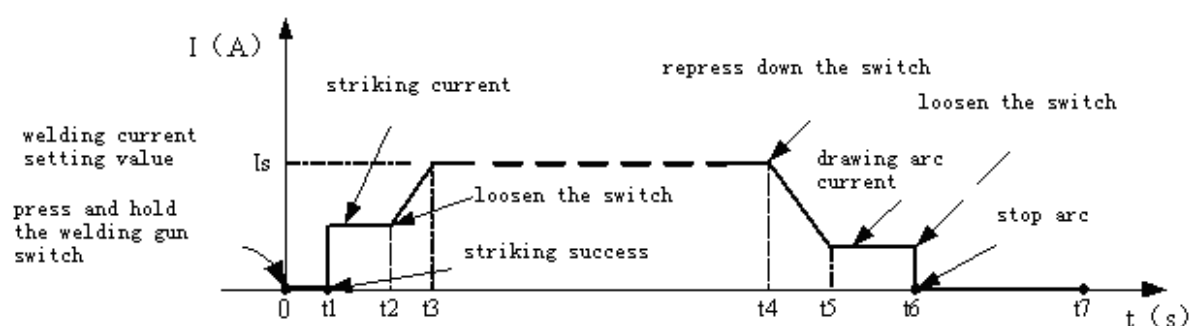 I (A)
repress down the switch
striking current
loosen the switch
welding current
setting value
Is
drawing arc
current
press and hold
the welding gun
switch
loosen the switch
stop arc
striking success
0
t1
t2
t3
t4
t5
t6
t7
t (s)